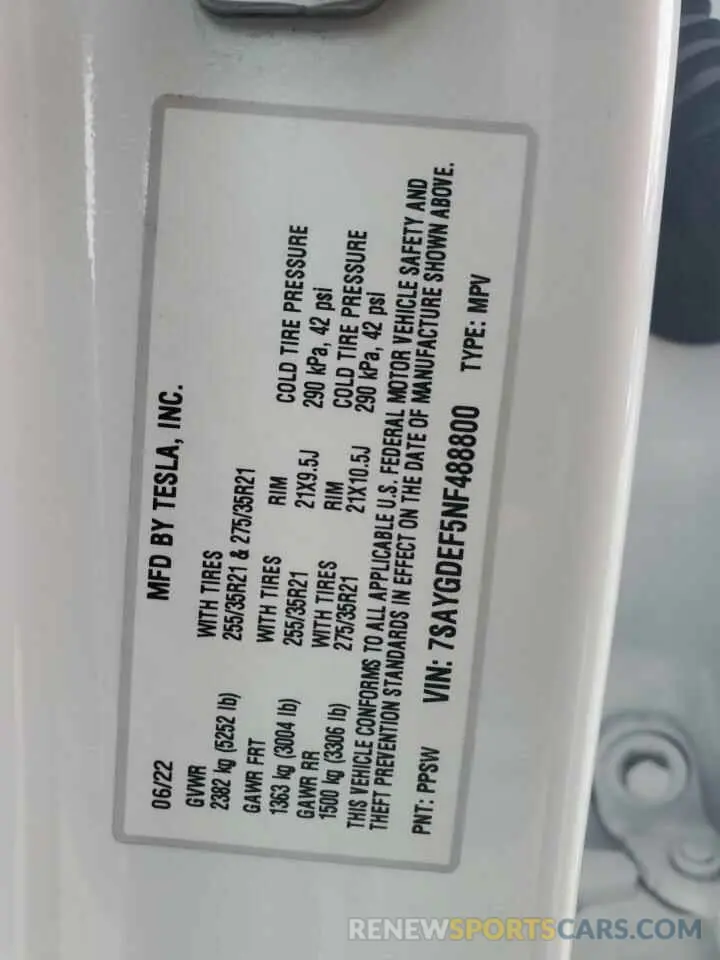 06/22 MFD BY TESLA, INC.
GVWR WITH TIRES
2382 kg (5252 lb) 255/35R21 & 275/35R21
GAWR FRT WITH TIRES RIM COLD TIRE PRESSURE
1363 kg (3004 lb) 255/35R21 21X9.5J 290 kPa, 42 psi
GAWR RR WITH TIRES RIM COLD TIRE PRESSURE
1500 kg (3306 lb) 275/35R21 21X10.5J 290 kPa, 42 psi
THIS VEHICLE CONFORMS TO ALL APPLICABLE U.S. FEDERAL MOTOR VEHICLE SAFETY AND
THEFT PREVENTION STANDARDS IN EFFECT ON THE DATE OF MANUFACTURE SHOWN ABOVE.
PNT: PPSW VIN: 7SAYGDEF5NF488800 TYPE: MPV
RENEWSPORTSCARS.COM